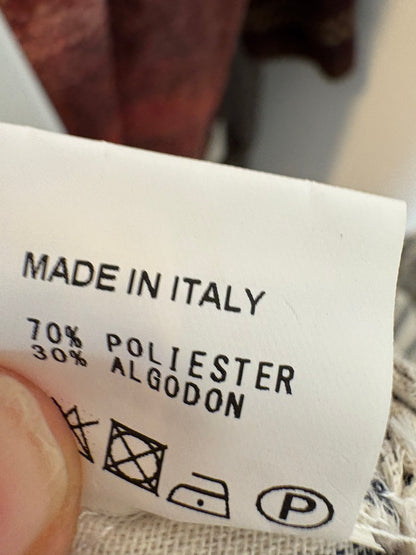 MADE IN ITALY
70% POLIESTER
30% ALGODON
P